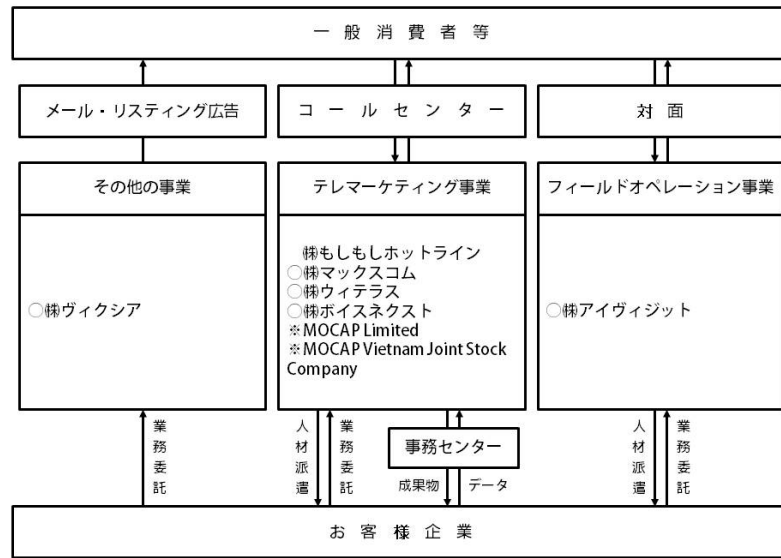 一般消費者等
メール・リスティング広告
コールセンター
対面
その他の事業
テレマーケティング事業
フィールドオペレーション事業
◯㈱ヴィクシア
㈱もしもしホットライン
◯㈱マックスコム
◯㈱ウィテラス
◯㈱ボイスネクスト
※MOCAP Limited
※MOCAP Vietnam Joint Stock
Company
◯㈱アイヴィジット
業務委託
人材派遣
業務委託
事務センター
成果物
データ
人材派遣
業務委託
お客様企業